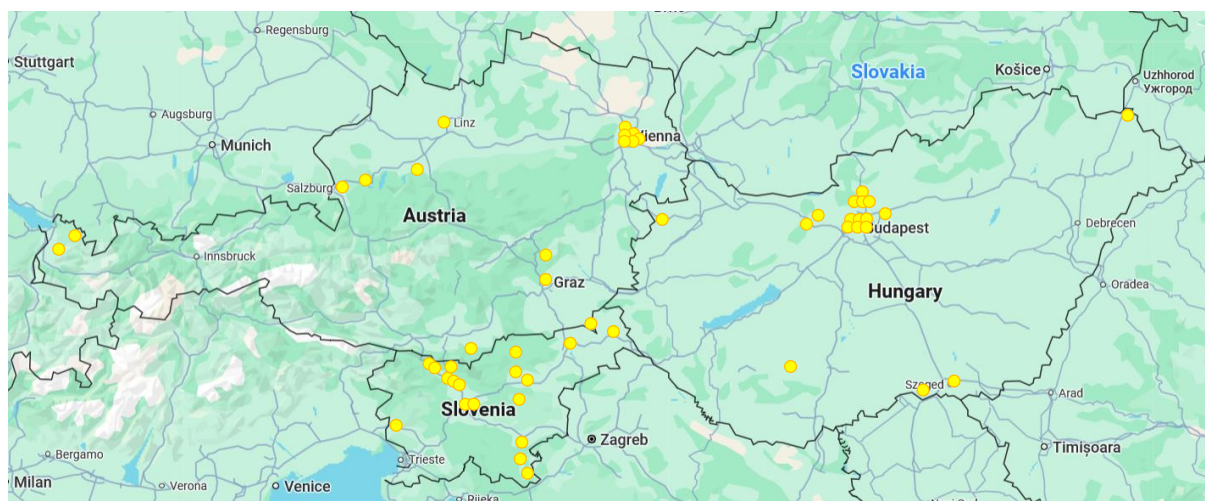 Regensburg
Stuttgart
Slovakia
Košice
Uzhhorod
Ужгород
Augsburg
Linz
Munich
Vienna
Salzburg
Austria
Debrecen
Budapest
Innsbruck
Graz
Hungary
Oradea
Szeged
Arad
Slovenia
Zagreb
Timișoara
Bergamo
Trieste
Milan
Verona
Venice
Rijeka